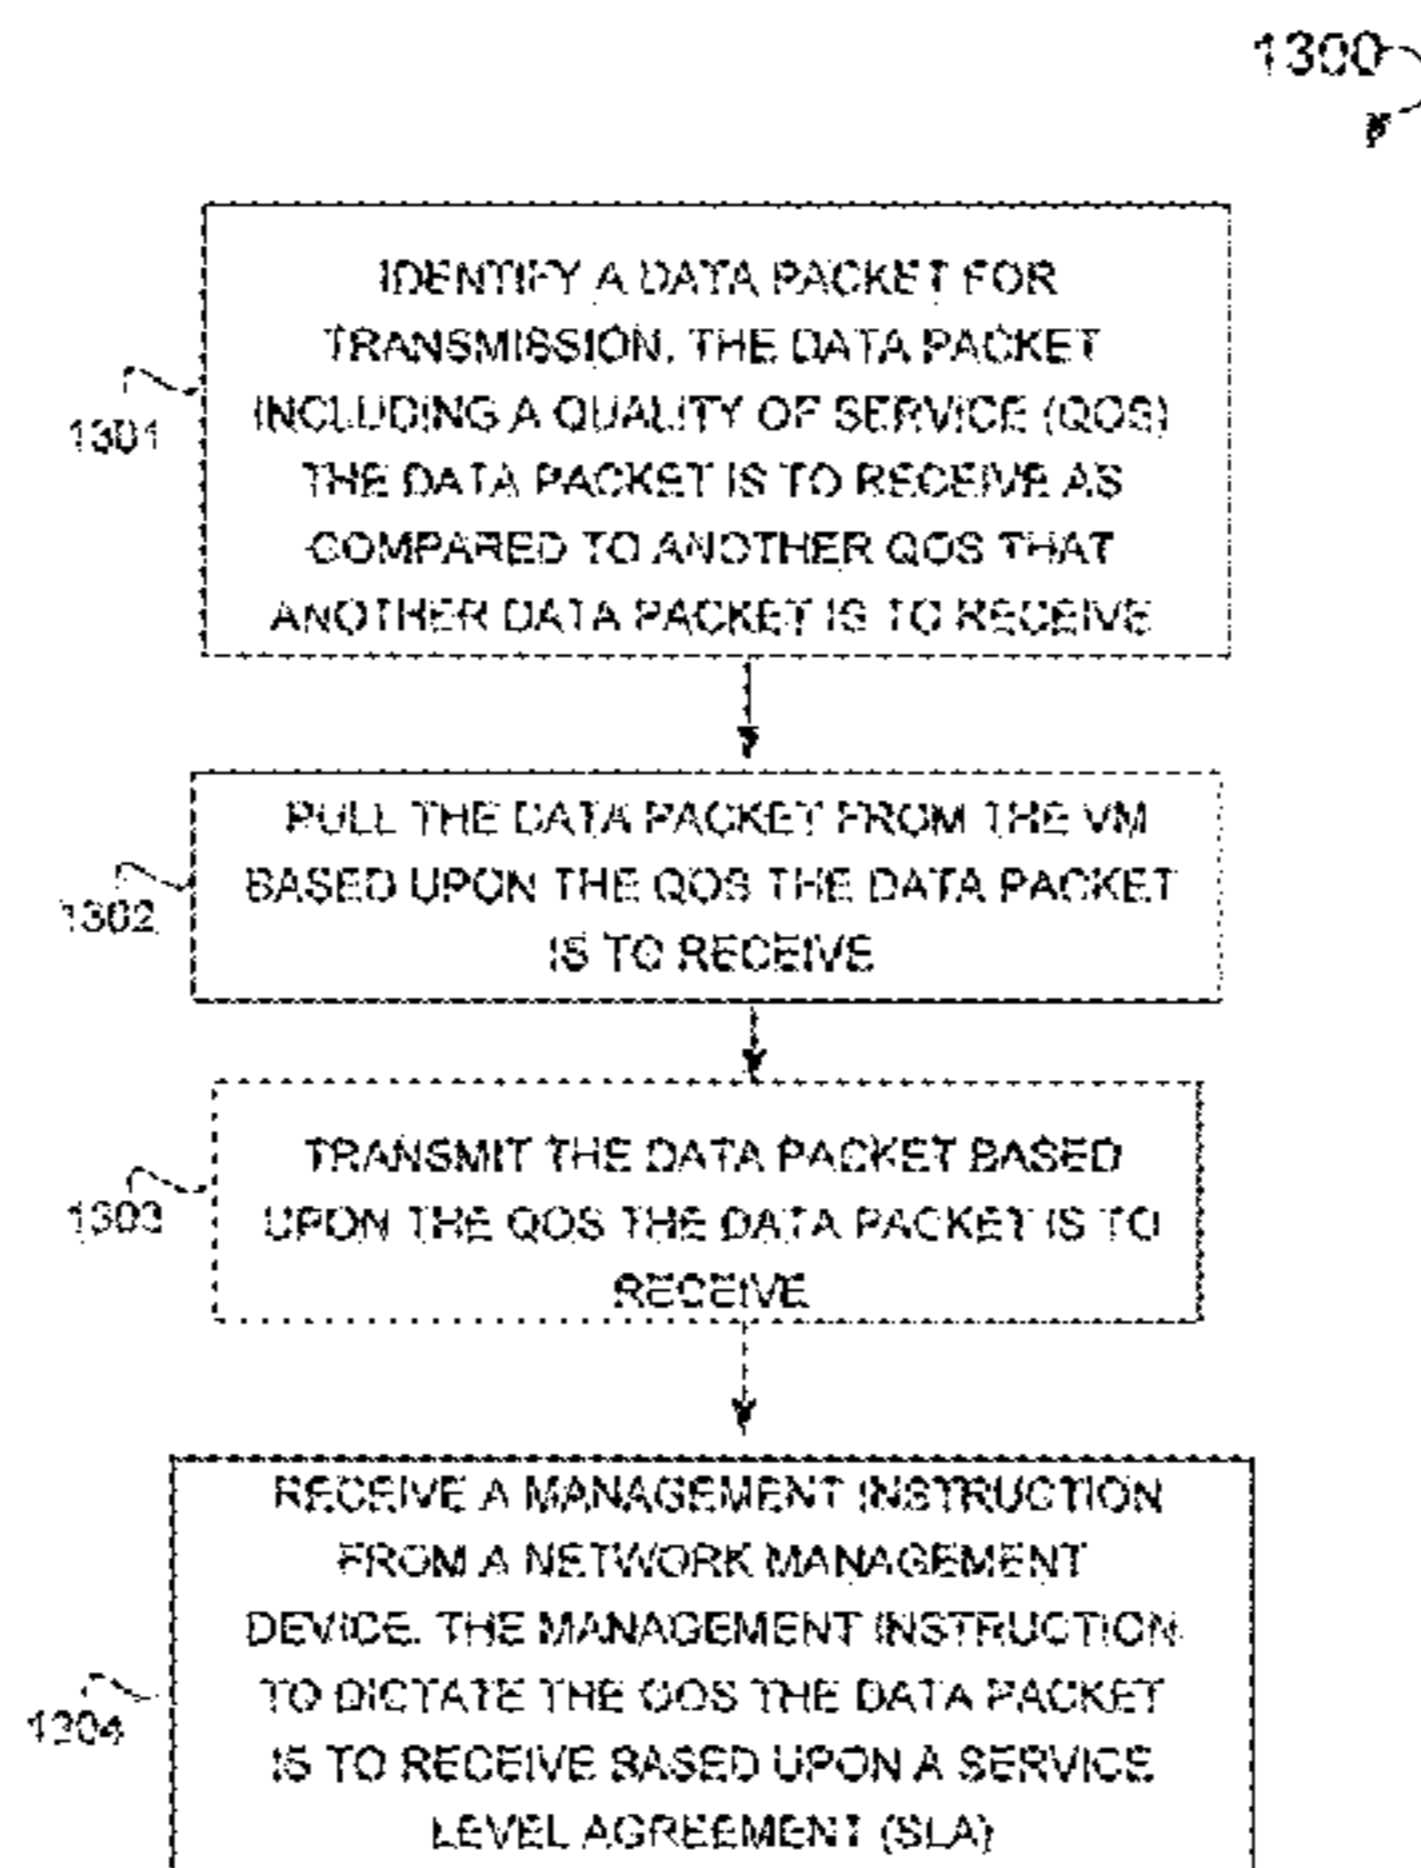 1300
IDENTIFY A DATA PACKET FOR
TRANSMISSION, THE DATA PACKET
INCLUDING A QUALITY OF SERVICE (QOS)
THE DATA PACKET IS TO RECEIVE AS
COMPARED TO ANOTHER QOS THAT
ANOTHER DATA PACKET IS TO RECEIVE
1301
PULL THE DATA PACKET FROM THE VM
BASED UPON THE QOS THE DATA PACKET
IS TO RECEIVE
1302
TRANSMIT THE DATA PACKET BASED
UPON THE QOS THE DATA PACKET IS TO
RECEIVE
1303
RECEIVE A MANAGEMENT INSTRUCTION
FROM A NETWORK MANAGEMENT
DEVICE, THE MANAGEMENT INSTRUCTION
TO DICTATE THE QOS THE DATA PACKET
IS TO RECEIVE BASED UPON A SERVICE
LEVEL AGREEMENT (SLA)
1304